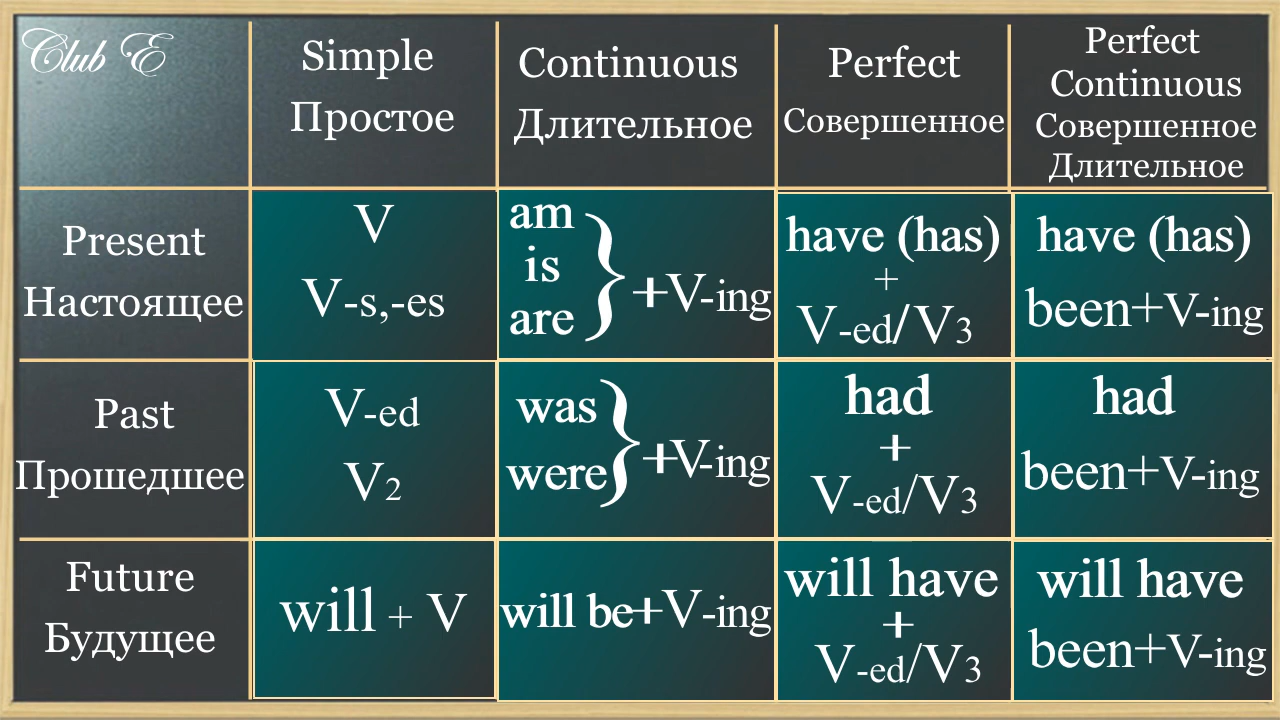 Club E
Simple
Простое
Continuous
Длительное
Perfect
Совершенное
Perfect
Continuous
Совершенное
Длительное
Present
Настоящее
V
V-s,-es
am
is
are
} +V-ing
have (has)
+
V-ed/V3
have (has)
been+V-ing
Past
Прошедшее
V-ed
V2
was
were
} +V-ing
had
+
V-ed/V3
had
been+V-ing
Future
Будущее
will + V
will be+V-ing
will have
+
V-ed/V3
will have
been+V-ing